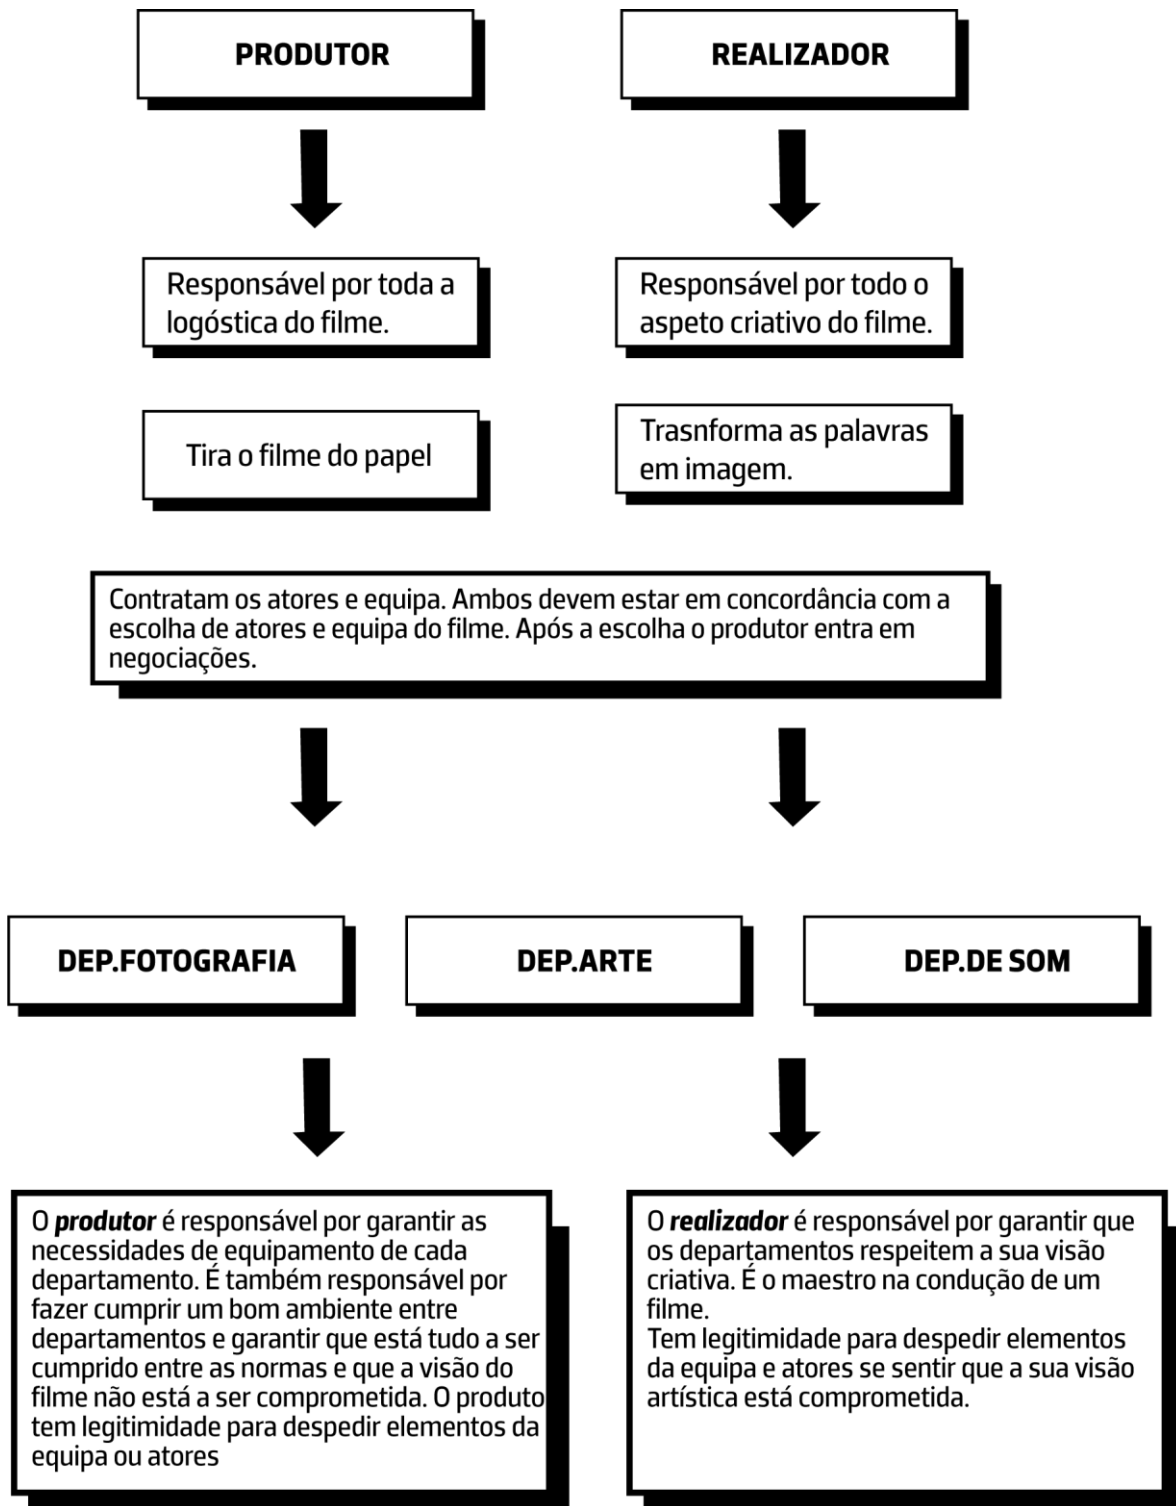 PRODUTOR
REALIZADOR
Responsável por toda a
logóstica do filme.
Responsável por todo o
aspeto criativo do filme.
Tira o filme do papel
Trasnforma as palavras
em imagem.
Contratam os atores e equipa. Ambos devem estar em concordância com a
escolha de atores e equipa do filme. Após a escolha o produtor entra em
negociações.
DEP.FOTOGRAFIA
DEP.ARTE
DEP.DE SOM
O produtor é responsável por garantir as
necessidades de equipamento de cada
departamento. É também responsável por
fazer cumprir um bom ambiente entre
departamentos e garantir que está tudo a ser
cumprido entre as normas e que a visão do
filme não está a ser comprometida. O produto
tem legitimidade para despedir elementos da
equipa ou atores
O realizador é responsável por garantir que
os departamentos respeitem a sua visão
criativa. É o maestro na condução de um
filme.
Tem legitimidade para despedir elementos
da equipa e atores se sentir que a sua visão
artística está comprometida.